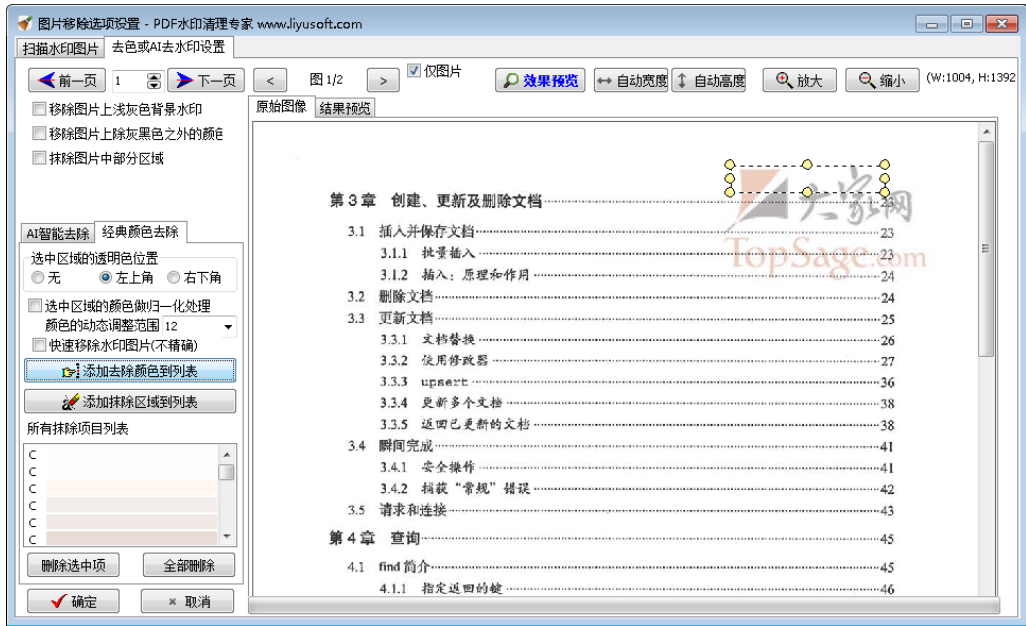 图片移除选项设置 - PDF水印清理专家 www.liyusoft.com
扫描水印图片 去色或AI去水印设置
前一页 1 下一页 < 图 1/2 > 仅图片 效果预览 自动宽度 自动高度 放大 缩小 (W:1004, H:1392
移除图片上浅灰色背景水印
移除图片上除灰黑色之外的颜色
抹除图片中部分区域
AI智能去除 经典颜色去除
选中区域的透明色位置
无 左上角 右下角
选中区域的颜色做归一化处理
颜色的动态调整范围 12
快速移除水印图片(不精确)
添加去除颜色到列表
添加抹除区域到列表
所有抹除项目列表
C
C
C
C
C
C
删除选中项 全部删除
确定 × 取消
原始图像 结果预览
大家网
TopSage.com
第3章 创建、更新及删除文档 23
3.1 插入并保存文档 23
3.1.1 批量插入 23
3.1.2 插入：原理和作用 24
3.2 删除文档 24
3.3 更新文档 25
3.3.1 文档替换 26
3.3.2 使用修改器 27
3.3.3 upsert 36
3.3.4 更新多个文档 38
3.3.5 返回已更新的文档 38
3.4 瞬间完成 41
3.4.1 安全操作 41
3.4.2 捕获“常规”错误 42
3.5 请求和连接 43
第4章 查询 45
4.1 find 简介 45
4.1.1 指定返回的键 46